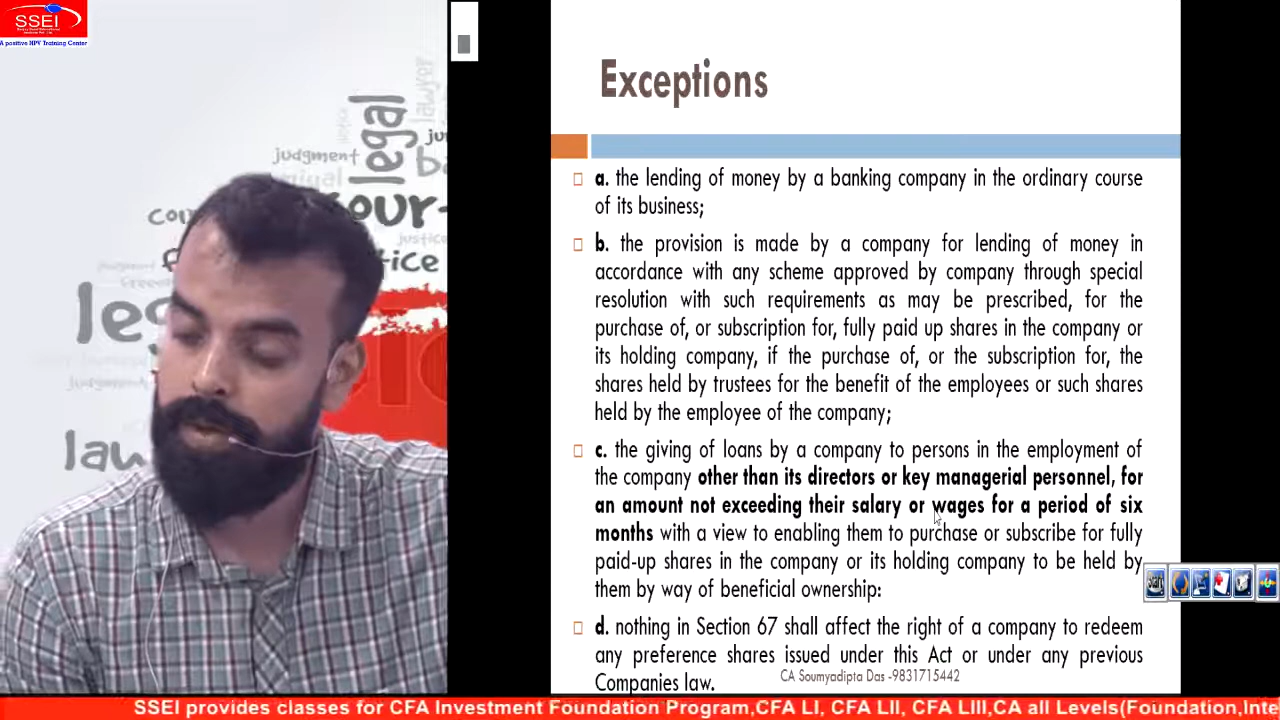 SSEI
A positive HPV Training Center
Exceptions
a. the lending of money by a banking company in the ordinary course
of its business;
b. the provision is made by a company for lending of money in
accordance with any scheme approved by company through special
resolution with such requirements as may be prescribed, for the
purchase of, or subscription for, fully paid up shares in the company or
its holding company, if the purchase of, or the subscription for, the
shares held by trustees for the benefit of the employees or such shares
held by the employee of the company;
c. the giving of loans by a company to persons in the employment of
the company other than its directors or key managerial personnel, for
an amount not exceeding their salary or wages for a period of six
months with a view to enabling them to purchase or subscribe for fully
paid-up shares in the company or its holding company to be held by
them by way of beneficial ownership:
d. nothing in Section 67 shall affect the right of a company to redeem
any preference shares issued under this Act or under any previous
Companies law.
CA Soumyadipta Das -9831715442
legal
lawyor
judgment
justice
law
Start
SSEI provides classes for CFA Investment Foundation Program,CFA LI, CFA LII, CFA LIII,CA all Levels(Foundation,Inte